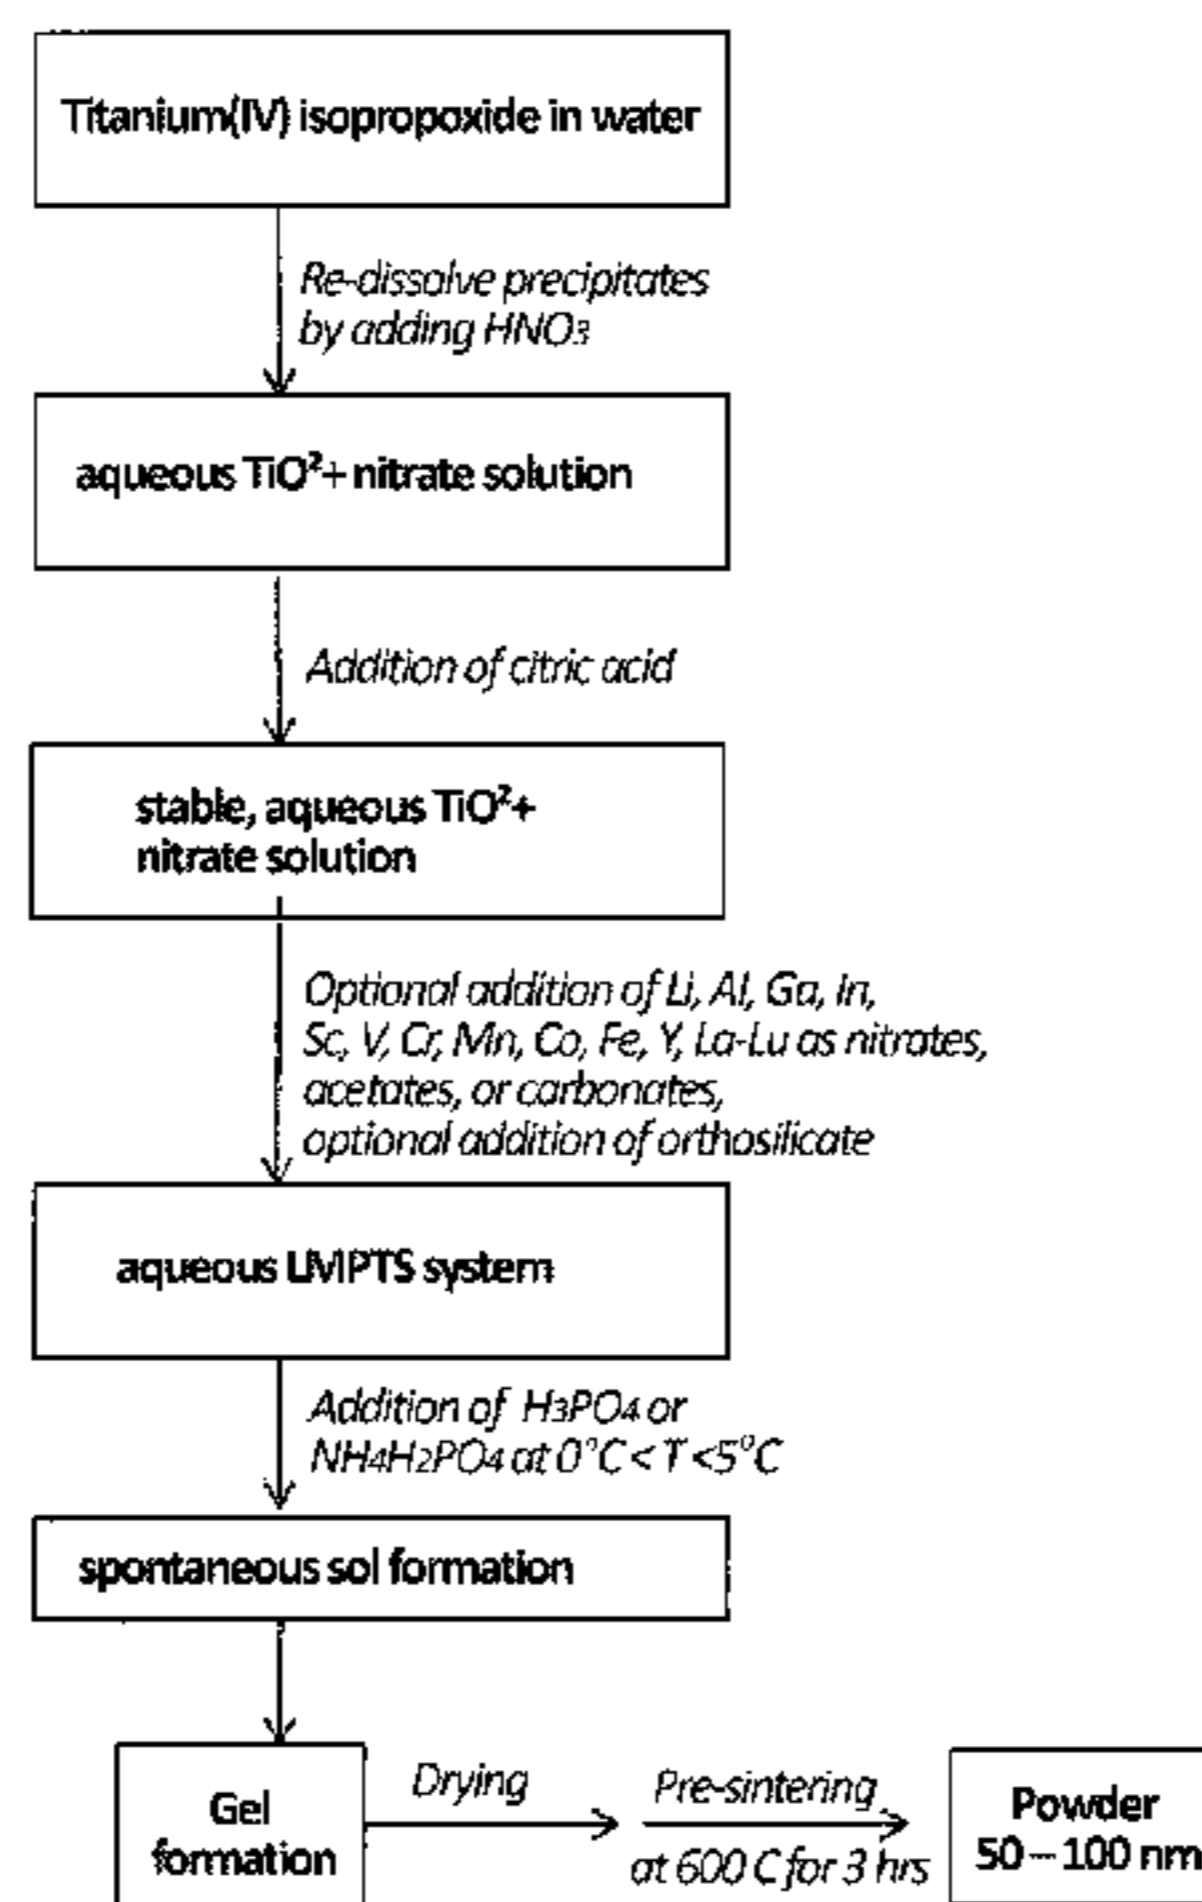 Titanium(IV) isopropoxide in water
Re-dissolve precipitates
by adding HNO₃
aqueous TiO²+ nitrate solution
Addition of citric acid
stable, aqueous TiO²+
nitrate solution
Optional addition of Li, Al, Ga, In,
Sc, V, Cr, Mn, Co, Fe, Y, La-Lu as nitrates,
acetates, or carbonates,
optional addition of orthosilicate
aqueous LMPTS system
Addition of H₃PO₄ or
NH₄H₂PO₄ at 0°C < T <5°C
spontaneous sol formation
Gel
formation
Drying
Pre-sintering
at 600 C for 3 hrs
Powder
50 – 100 nm